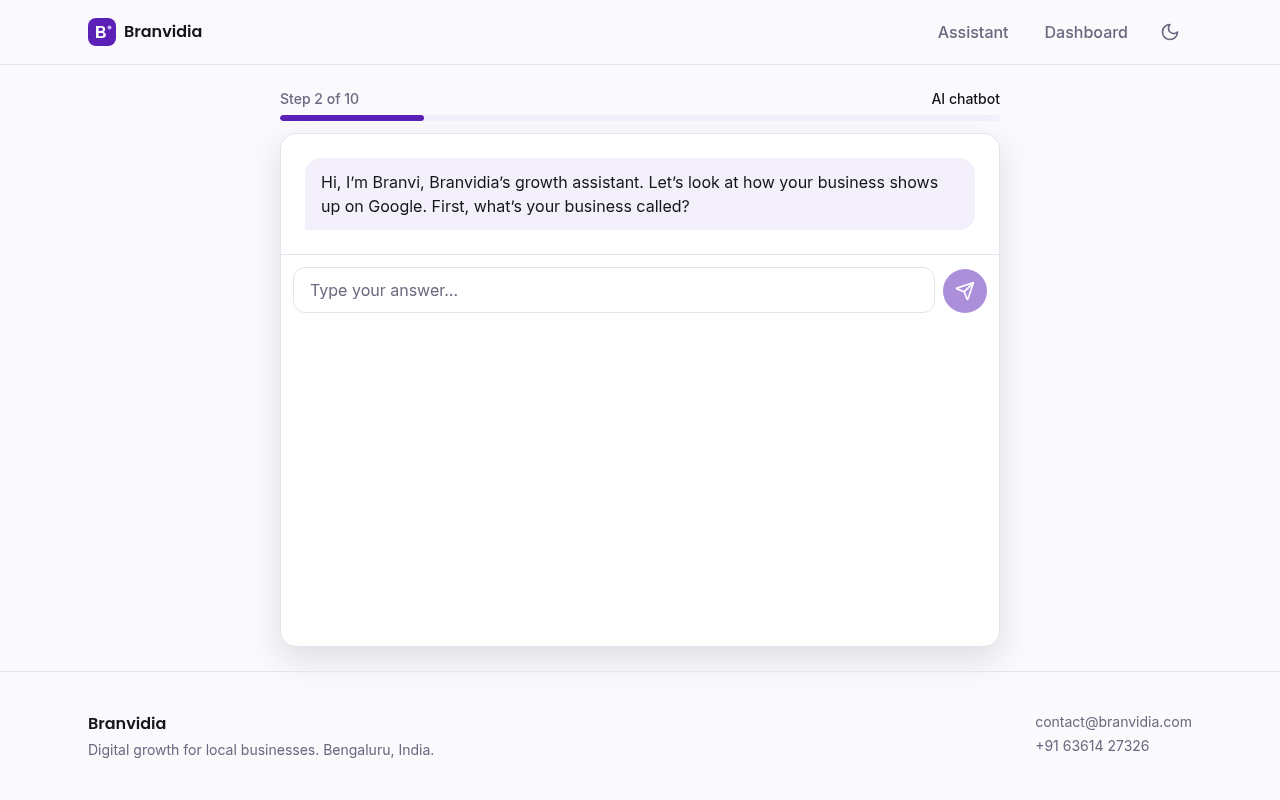 B Branvidia
Assistant
Dashboard
Step 2 of 10
AI chatbot
Hi, I’m Branvi, Branvidia’s growth assistant. Let’s look at how your business shows
up on Google. First, what’s your business called?
Type your answer…
Branvidia
Digital growth for local businesses. Bengaluru, India.
contact@branvidia.com
+91 63614 27326